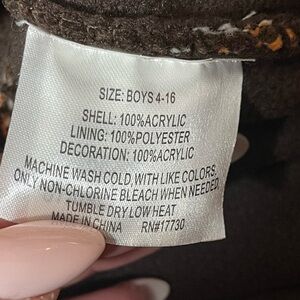 SIZE: BOYS 4-16
SHELL: 100%ACRYLIC
LINING: 100%POLYESTER
DECORATION: 100%ACRYLIC
MACHINE WASH COLD, WITH LIKE COLORS,
ONLY NON-CHLORINE BLEACH WHEN NEEDED,
TUMBLE DRY LOW HEAT
MADE IN CHINA RN#17730